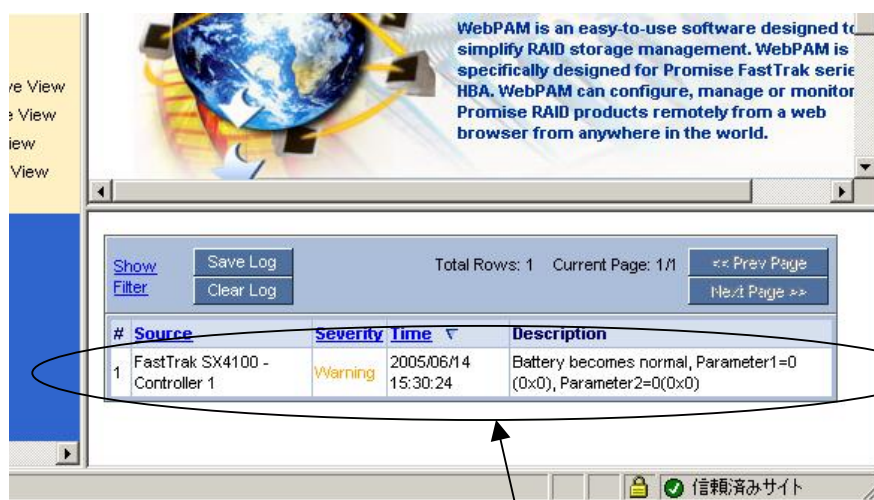 WebPAM is an easy-to-use software designed to
simplify RAID storage management. WebPAM is
specifically designed for Promise FastTrak serie
HBA. WebPAM can configure, manage or monitor
Promise RAID products remotely from a web
browser from anywhere in the world.
ve View
e View
iew
View
Show
Filter
Save Log
Clear Log
Total Rows: 1 Current Page: 1/1
<< Prev Page
Next Page >>
# Source Severity Time Description
1 FastTrak SX4100 - Controller 1 Warning 2005/06/14 15:30:24 Battery becomes normal, Parameter1=0 (0x0), Parameter2=0(0x0)
信頼済みサイト